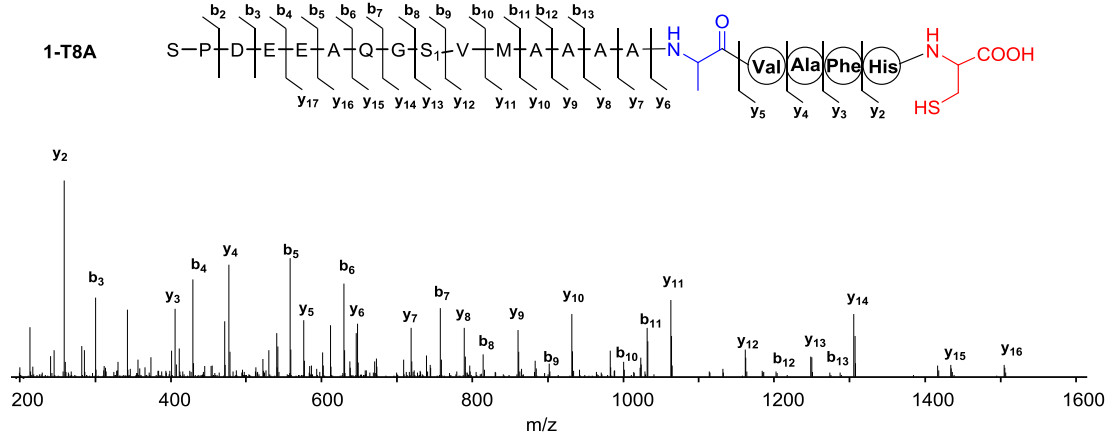 b2 b3 b4 b5 b6 b7 b8 b9 b10 b11 b12 b13
1-T8A S P D E E A Q G S1 V M A A A A H N O Val Ala Phe His H N COOH
HS
y17 y16 y15 y14 y13 y12 y11 y10 y9 y8 y7 y6 y5 y4 y3 y2
y2
b3
y3
b4
y4
b5
y5
b6
y6
y7
b7
y8
b8
y9
b9
y10
b10
b11
y11
y12
b12
y13
b13
y14
y15
y16
200 400 600 800 1000 1200 1400 1600
m/z